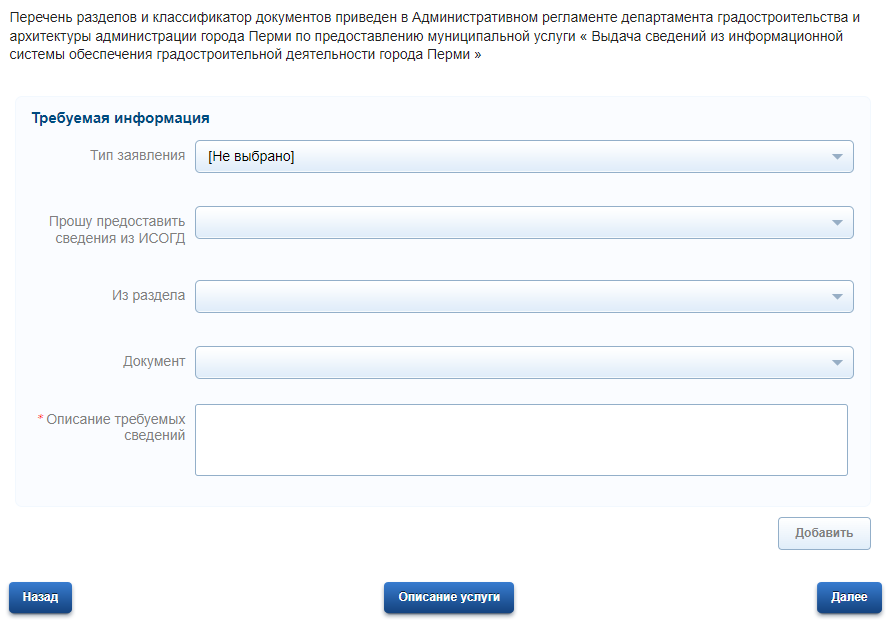 Перечень разделов и классификатор документов приведен в Административном регламенте департамента градостроительства и
архитектуры администрации города Перми по предоставлению муниципальной услуги « Выдача сведений из информационной
системы обеспечения градостроительной деятельности города Перми »
Требуемая информация
Тип заявления
[Не выбрано]
Прошу предоставить
сведения из ИСОГД
Из раздела
Документ
* Описание требуемых
сведений
Добавить
Назад
Описание услуги
Далее